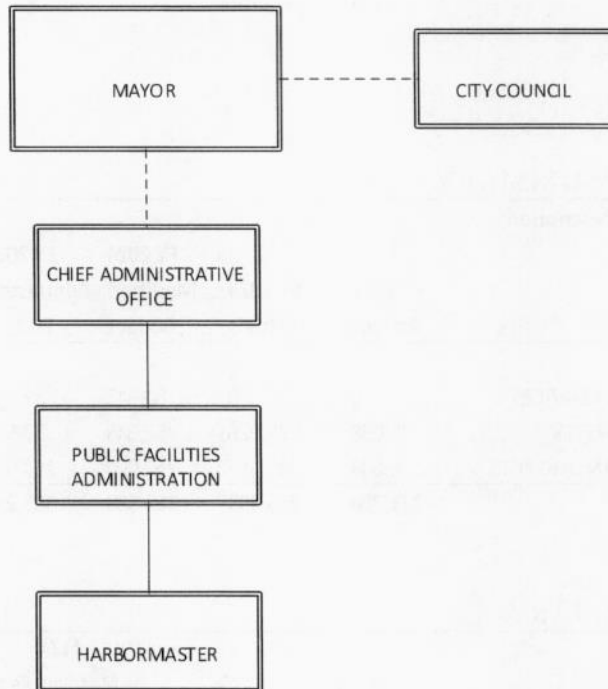 MAYOR
CITY COUNCIL
CHIEF ADMINISTRATIVE
OFFICE
PUBLIC FACILITIES
ADMINISTRATION
HARBORMASTER